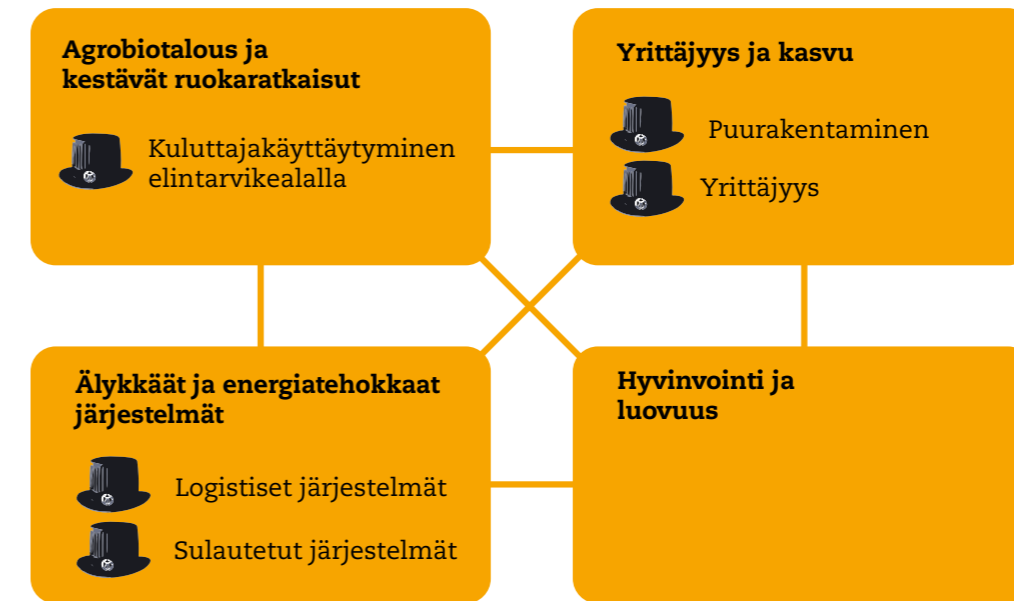 Agrobiotalous ja
kestävät ruokaratkaisut
Kuluttajakäyttäytyminen
elintarvikealalla
Yrittäjyys ja kasvu
Puurakentaminen
Yrittäjyys
Älykkäät ja energiatehokkaat
järjestelmät
Logistiset järjestelmät
Sulautetut järjestelmät
Hyvinvointi ja
luovuus